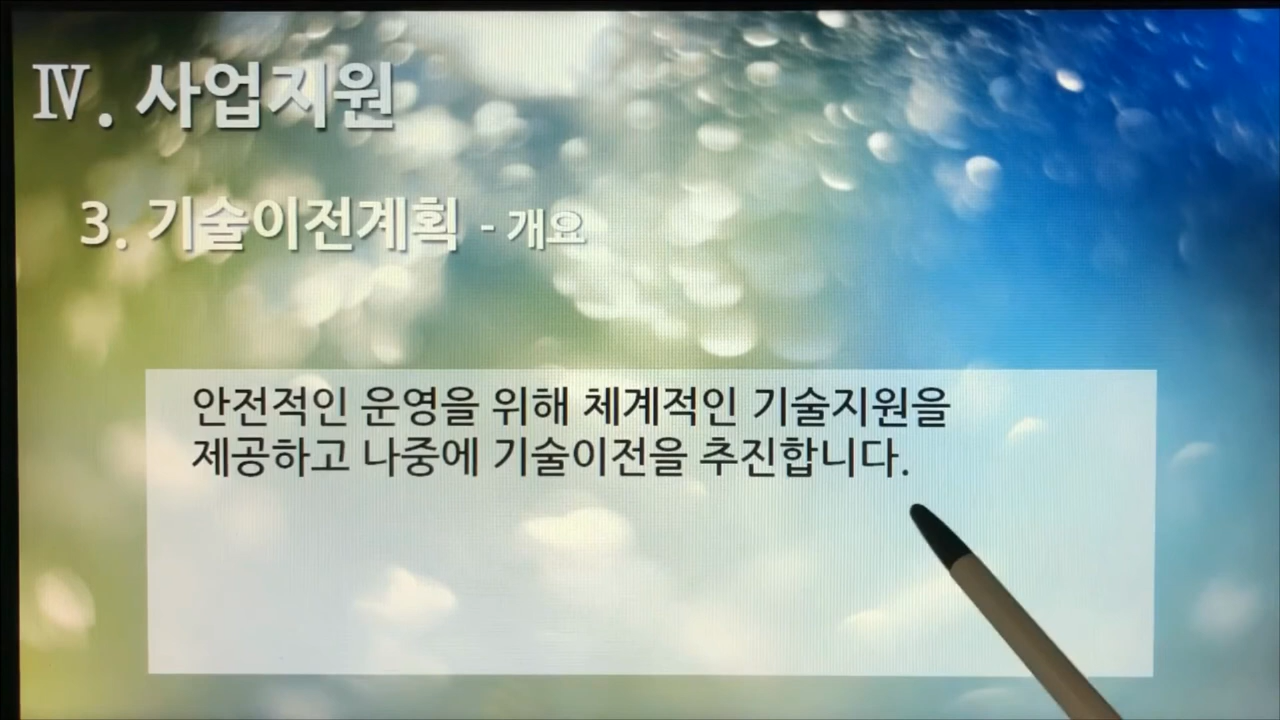 Ⅳ. 사업지원
3. 기술이전계획 - 개요
안전적인 운영을 위해 체계적인 기술지원을
제공하고 나중에 기술이전을 추진합니다.